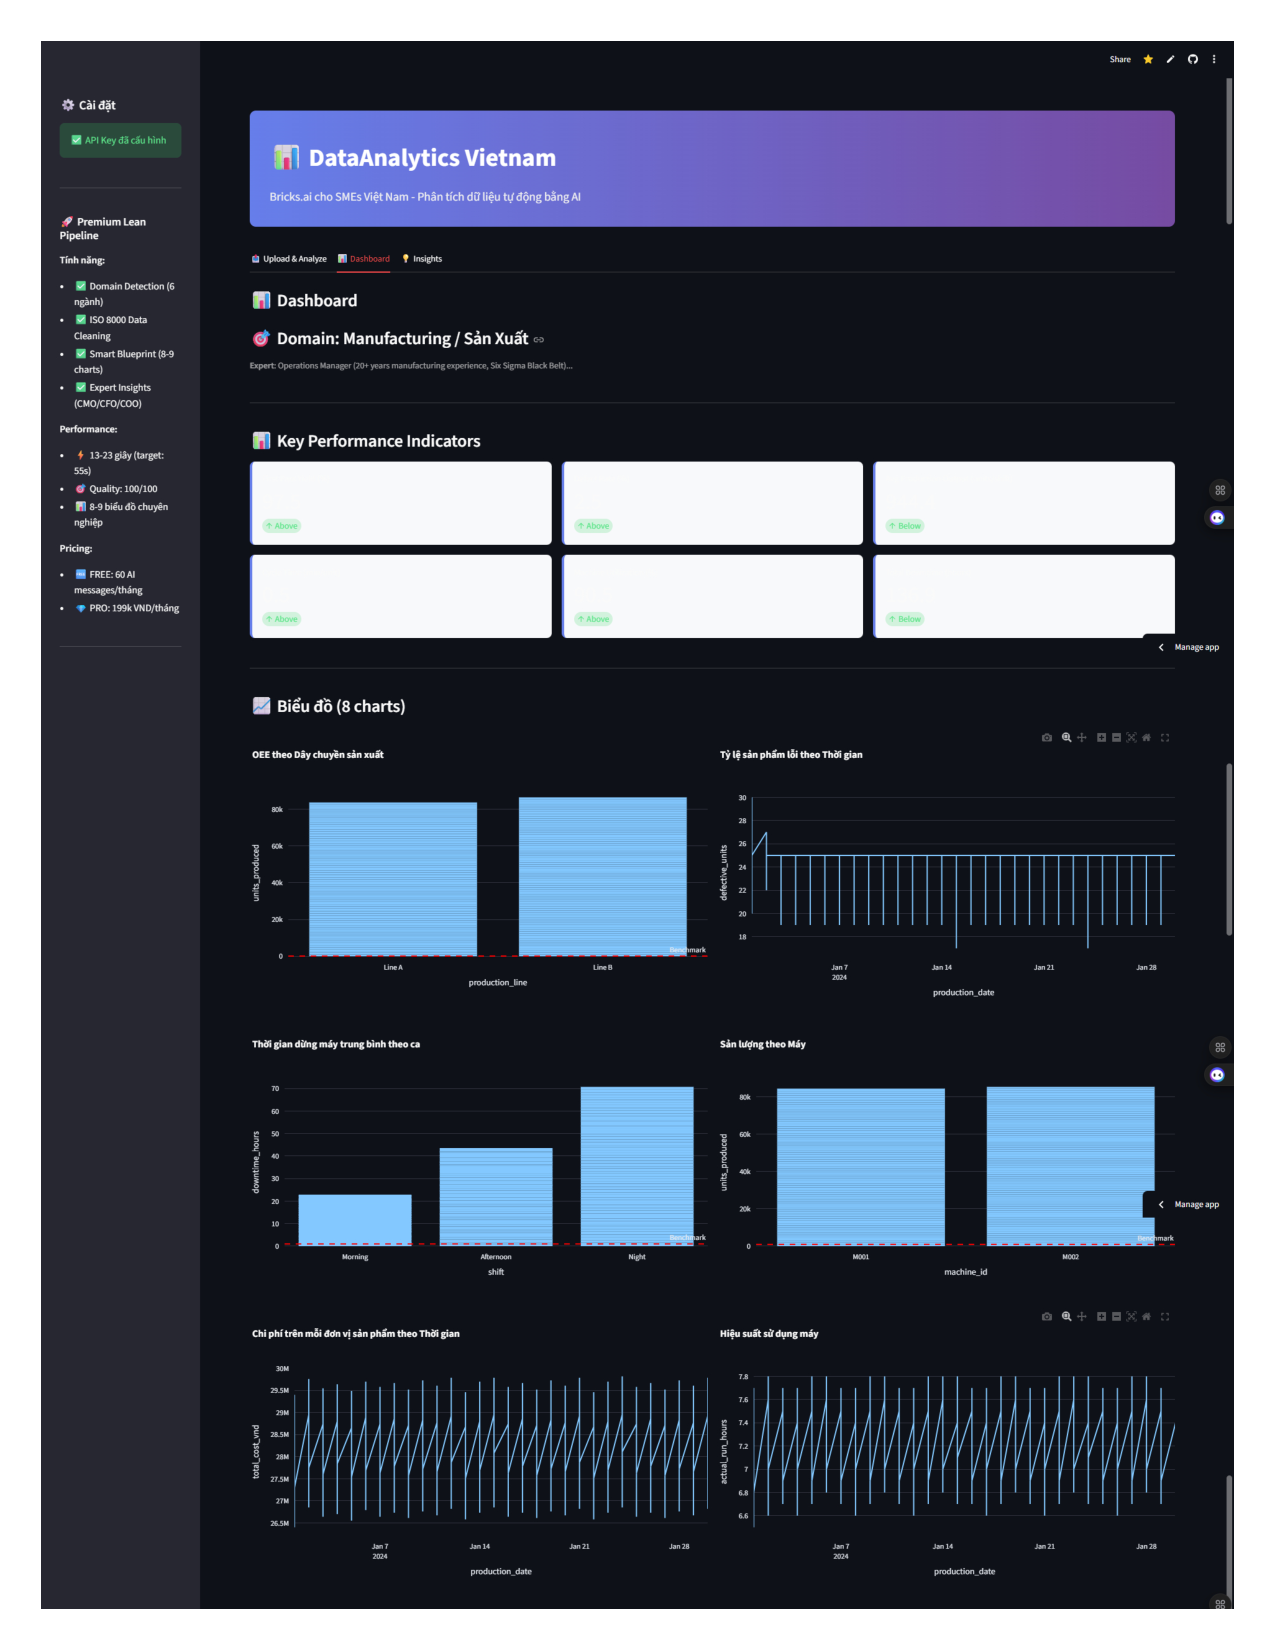 Share
Cài đặt
API Key đã cấu hình
Premium Lean
Pipeline
Tính năng:
Domain Detection (6
ngành)
ISO 8000 Data
Cleaning
Smart Blueprint (8-9
charts)
Expert Insights
(CMO/CFO/COO)
Performance:
13-23 giây (target:
55s)
Quality: 100/100
8-9 biểu đồ chuyên
nghiệp
Pricing:
FREE: 60 AI
messages/tháng
PRO: 199k VND/tháng
DataAnalytics Vietnam
Bricks.ai cho SMEs Việt Nam - Phân tích dữ liệu tự động bằng AI
Upload & Analyze
Dashboard
Insights
Dashboard
Domain: Manufacturing / Sản Xuất
Expert: Operations Manager (20+ years manufacturing experience, Six Sigma Black Belt)...
Key Performance Indicators
↑ Above
↑ Above
↑ Below
↑ Above
↑ Above
↑ Below
Manage app
Biểu đồ (8 charts)
OEE theo Dây chuyền sản xuất
80k
60k
40k
20k
0
units_produced
Benchmark
Line A
Line B
production_line
Tỷ lệ sản phẩm lỗi theo Thời gian
30
28
26
24
22
20
18
defective_units
Jan 7
2024
Jan 14
Jan 21
Jan 28
production_date
Thời gian dừng máy trung bình theo ca
70
60
50
40
30
20
10
0
downtime_hours
Benchmark
Morning
Afternoon
Night
shift
Sản lượng theo Máy
80k
60k
40k
20k
0
units_produced
Benchmark
M001
M002
machine_id
Manage app
Chi phí trên mỗi đơn vị sản phẩm theo Thời gian
30M
29.5M
29M
28.5M
28M
27.5M
27M
26.5M
total_cost_vnd
Jan 7
2024
Jan 14
Jan 21
Jan 28
production_date
Hiệu suất sử dụng máy
7.8
7.6
7.4
7.2
7
6.8
6.6
actual_run_hours
Jan 7
2024
Jan 14
Jan 21
Jan 28
production_date